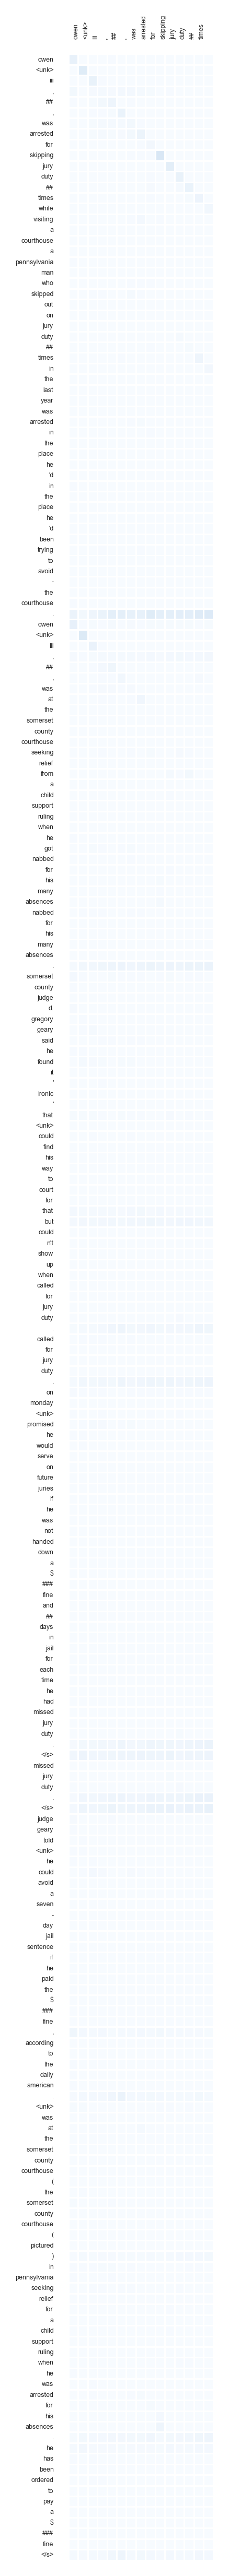 owen
<unk>
iii
,
##
,
was
arrested
for
skipping
jury
duty
##
times
owen
<unk>
iii
,
##
,
was
arrested
for
skipping
jury
duty
##
times
while
visiting
a
courthouse
a
pennsylvania
man
who
skipped
out
on
jury
duty
##
times
in
the
last
year
was
arrested
in
the
place
he
'd
in
the
place
he
'd
been
trying
to
avoid
-
the
courthouse
.
owen
<unk>
iii
,
##
,
was
at
the
somerset
county
courthouse
seeking
relief
from
a
child
support
ruling
when
he
got
nabbed
for
his
many
absences
nabbed
for
his
many
absences
.
somerset
county
judge
d.
gregory
geary
said
he
found
it
'
ironic
'
that
<unk>
could
find
his
way
to
court
for
that
but
could
n't
show
up
when
called
for
jury
duty
.
called
for
jury
duty
.
on
monday
<unk>
promised
he
would
serve
on
future
juries
if
he
was
not
handed
down
a
$
###
fine
and
##
days
in
jail
for
each
time
he
had
missed
jury
duty
.
</s>
missed
jury
duty
.
</s>
judge
geary
told
<unk>
he
could
avoid
a
seven
-
day
jail
sentence
if
he
paid
the
$
###
fine
,
according
to
the
daily
american
.
<unk>
was
at
the
somerset
county
courthouse
(
the
somerset
county
courthouse
(
pictured
)
in
pennsylvania
seeking
relief
for
a
child
support
ruling
when
he
was
arrested
for
his
absences
.
he
has
been
ordered
to
pay
a
$
###
fine
</s>